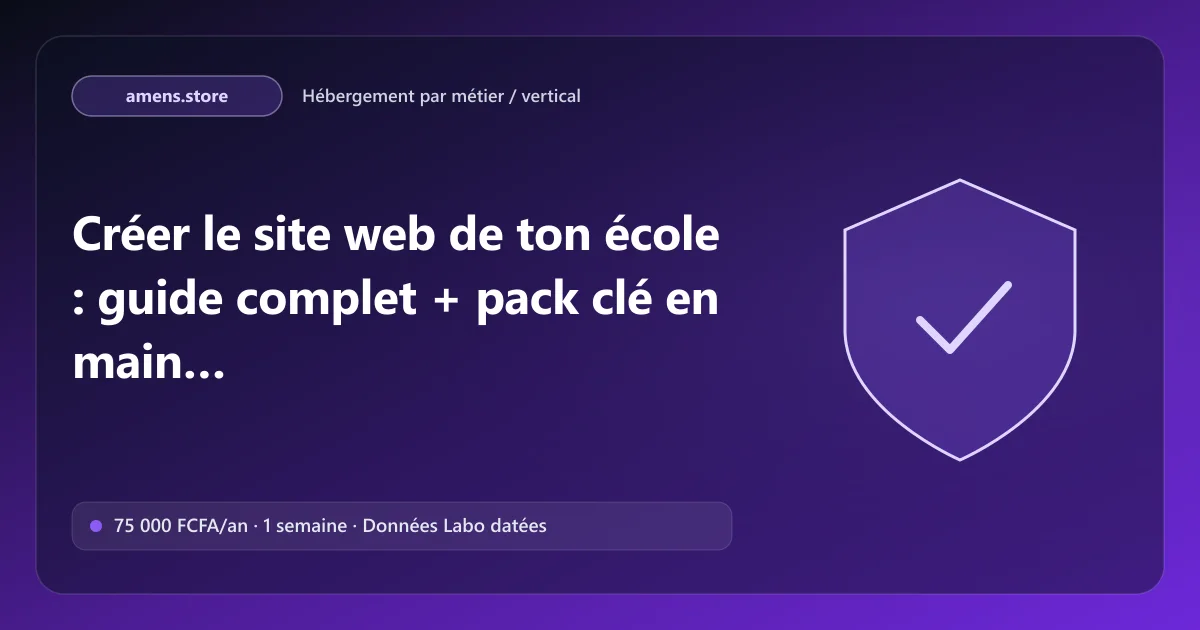 amens.store
Hébergement par métier / vertical
Créer le site web de ton école
: guide complet + pack clé en
main…
75 000 FCFA/an · 1 semaine · Données Labo datées